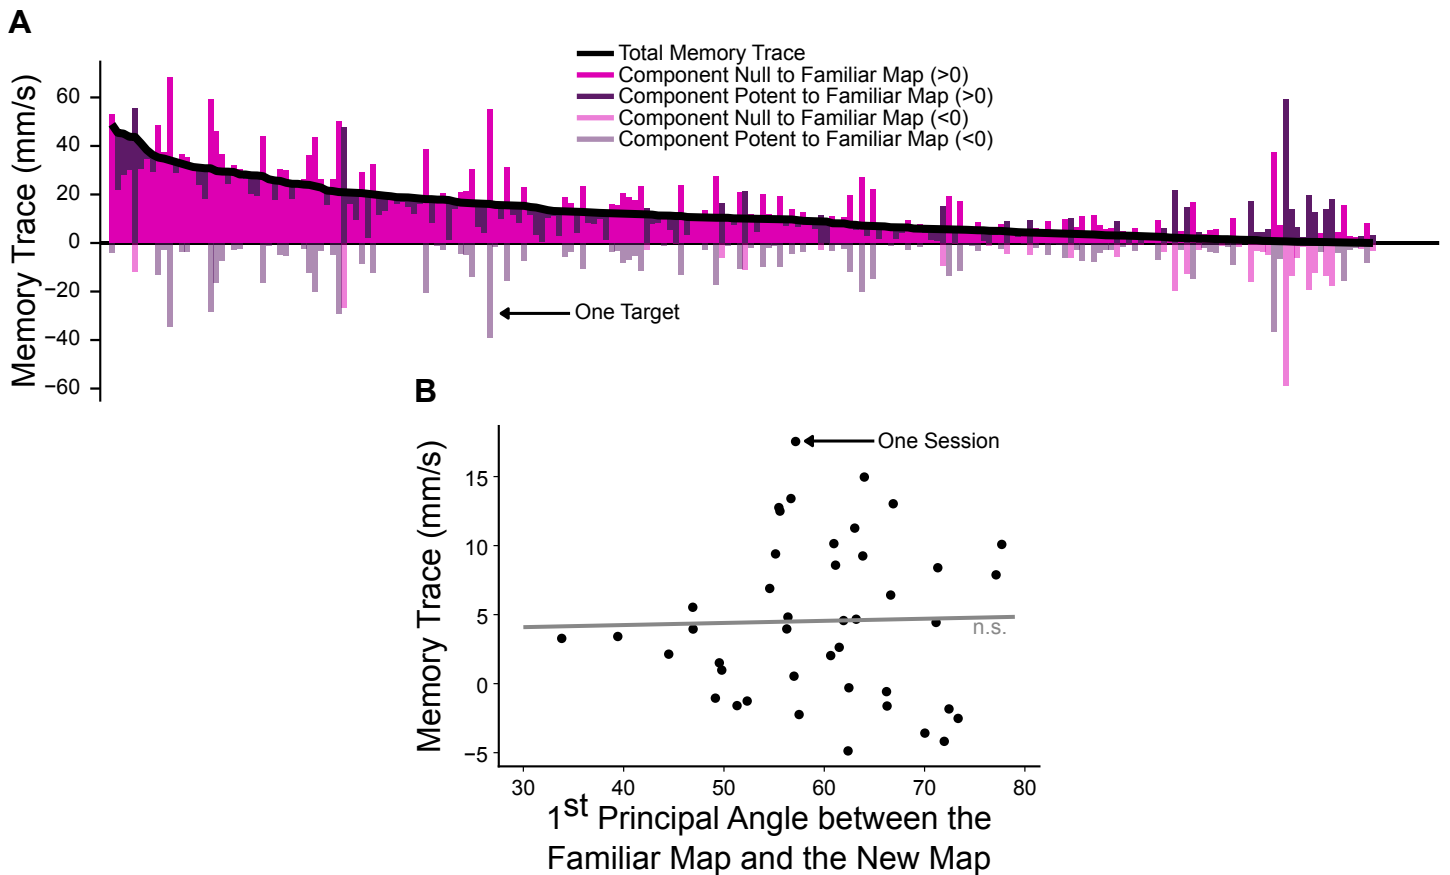 A
Total Memory Trace
Component Null to Familiar Map (>0)
Component Potent to Familiar Map (>0)
Component Null to Familiar Map (<0)
Component Potent to Familiar Map (<0)
Memory Trace (mm/s)
60
40
20
0
−20
−40
−60
One Target
B
One Session
Memory Trace (mm/s)
15
10
5
0
−5
n.s.
30 40 50 60 70 80
1st Principal Angle between the
Familiar Map and the New Map